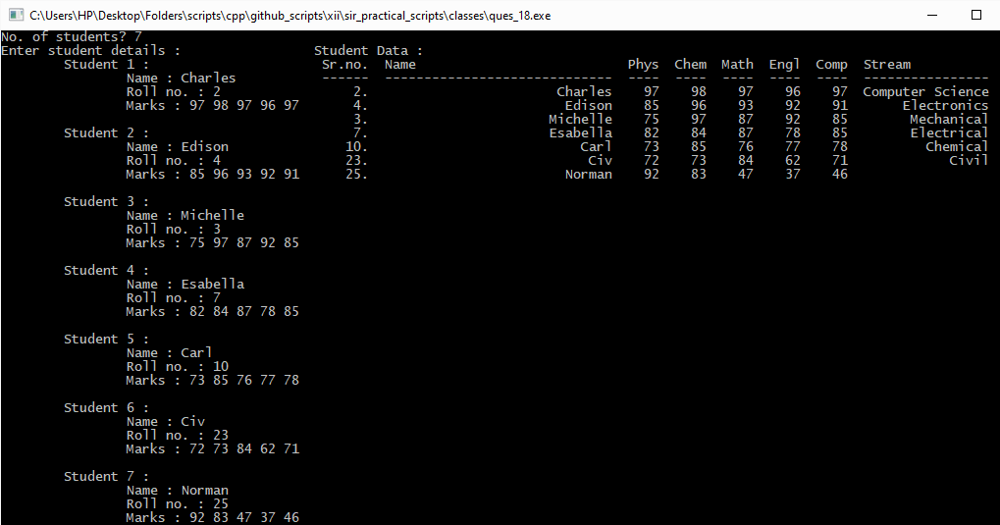 C:\Users\HP\Desktop\Folders\scripts\cpp\github_scripts\xii\sir_practical_scripts\classes\ques_18.exe
No. of students? 7
Enter student details :
Student 1 :
Name : Charles
Roll no. : 2
Marks : 97 98 97 96 97
Student 2 :
Name : Edison
Roll no. : 4
Marks : 85 96 93 92 91
Student 3 :
Name : Michelle
Roll no. : 3
Marks : 75 97 87 92 85
Student 4 :
Name : Esabella
Roll no. : 7
Marks : 82 84 87 78 85
Student 5 :
Name : Carl
Roll no. : 10
Marks : 73 85 76 77 78
Student 6 :
Name : Civ
Roll no. : 23
Marks : 72 73 84 62 71
Student 7 :
Name : Norman
Roll no. : 25
Marks : 92 83 47 37 46
Student Data :
Sr.no. Name Phys Chem Math Engl Comp Stream
------ ----------------------------- ---- ---- ---- ---- ---- ----------------
2. Charles 97 98 97 96 97 Computer Science
4. Edison 85 96 93 92 91 Electronics
3. Michelle 75 97 87 92 85 Mechanical
7. Esabella 82 84 87 78 85 Electrical
10. Carl 73 85 76 77 78 Chemical
23. Civ 72 73 84 62 71 Civil
25. Norman 92 83 47 37 46